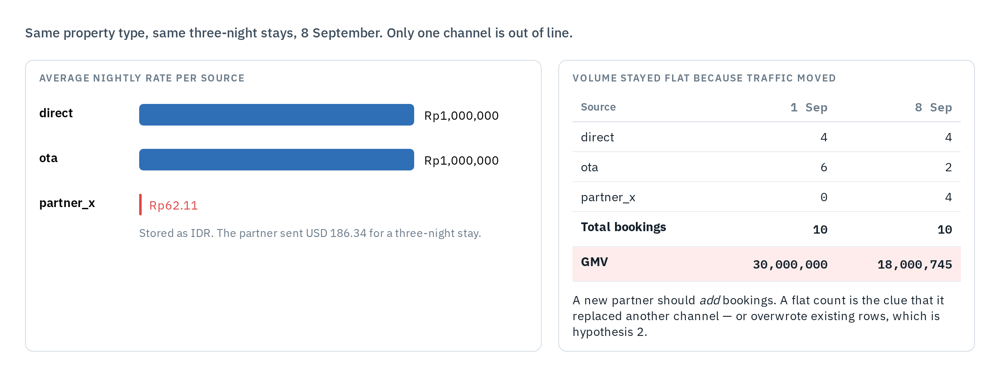 Same property type, same three-night stays, 8 September. Only one channel is out of line.
AVERAGE NIGHTLY RATE PER SOURCE
direct Rp1,000,000
ota Rp1,000,000
partner_x Rp62.11
Stored as IDR. The partner sent USD 186.34 for a three-night stay.
VOLUME STAYED FLAT BECAUSE TRAFFIC MOVED
Source 1 Sep 8 Sep
direct 4 4
ota 6 2
partner_x 0 4
Total bookings 10 10
GMV 30,000,000 18,000,745
A new partner should add bookings. A flat count is the clue that it
replaced another channel — or overwrote existing rows, which is
hypothesis 2.